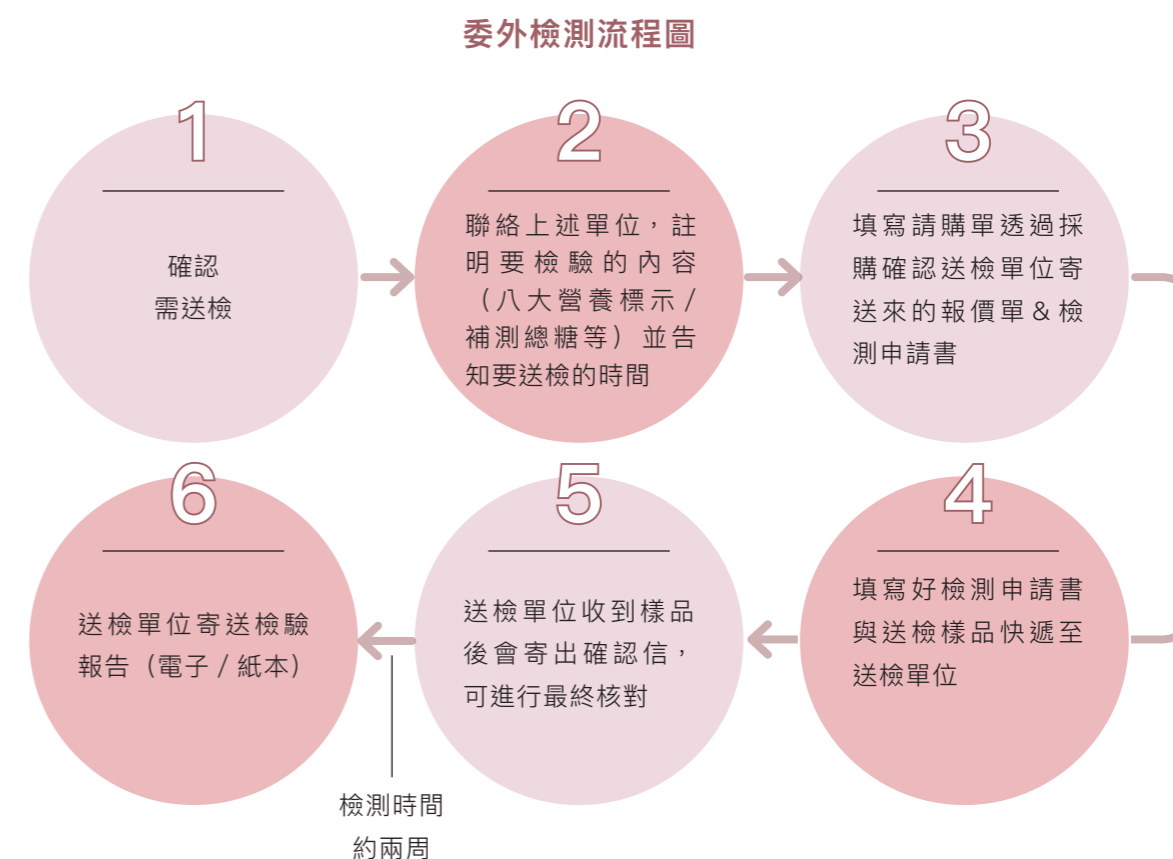 委外檢測流程圖
1
確認
需送檢
2
聯絡上述單位，註
明要檢驗的內容
（八大營養標示/
補測總糖等）並告
知要送檢的時間
3
填寫請購單透過採
購確認送檢單位寄
送來的報價單&檢
測申請書
4
填寫好檢測申請書
與送檢樣品快遞至
送檢單位
5
送檢單位收到樣品
後會寄出確認信，
可進行最終核對
檢測時間
約兩周
6
送檢單位寄送檢驗
報告（電子/紙本）